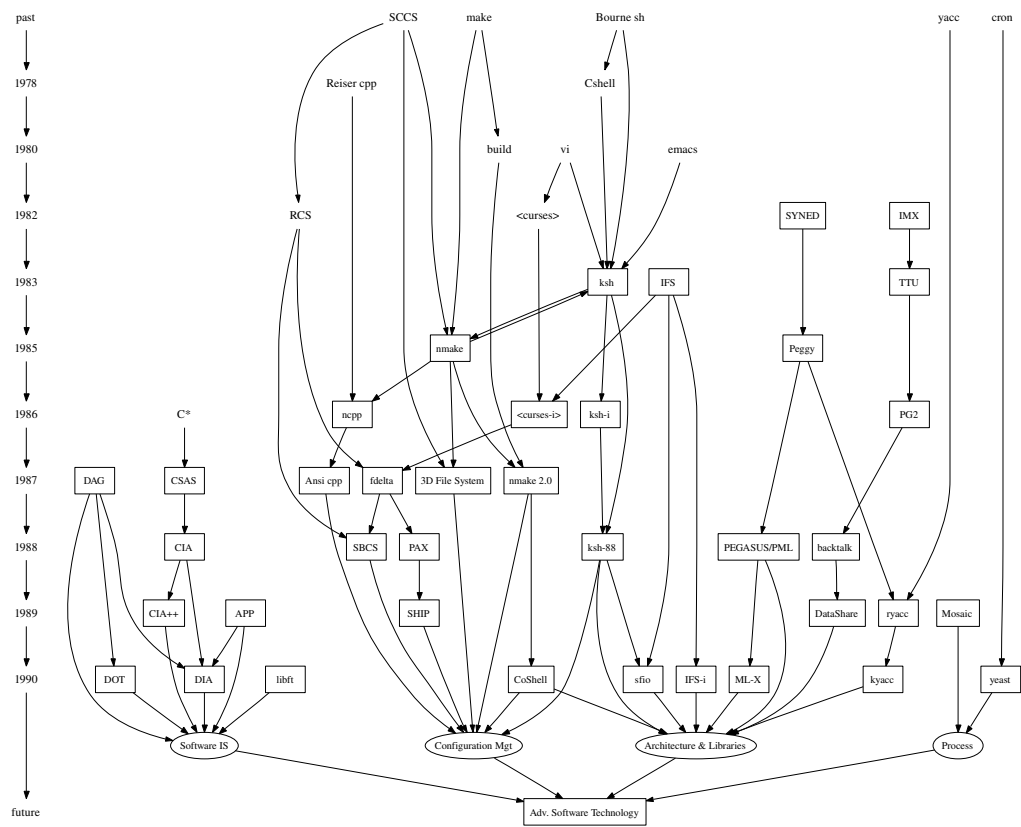 past SCCS make Bourne sh yacc cron
1978 Reiser cpp Cshell
1980 build vi emacs
1982 RCS <curses> SYNED IMX
1983 ksh IFS TTU
1985 nmake Peggy
1986 C* ncpp <curses-i> ksh-i PG2
1987 DAG CSAS Ansi cpp fdelta 3D File System nmake 2.0
1988 CIA SBCS PAX ksh-88 PEGASUS/PML backtalk
1989 CIA++ APP SHIP DataShare ryacc Mosaic
1990 DOT DIA libft CoShell sfio IFS-i ML-X kyacc yeast
Software IS Configuration Mgt Architecture & Libraries Process
future Adv. Software Technology